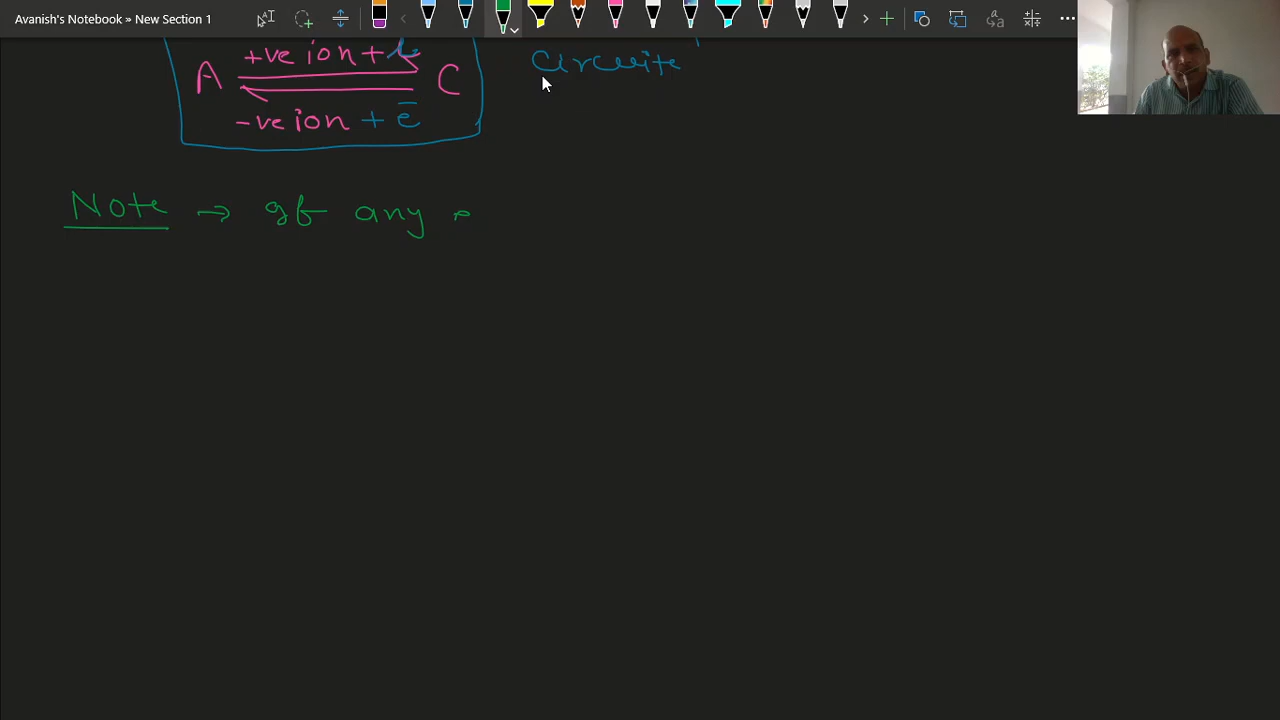 Avanish's Notebook » New Section 1
+ve ion + e
A C Circuite
-ve ion + e̅
Note → If any